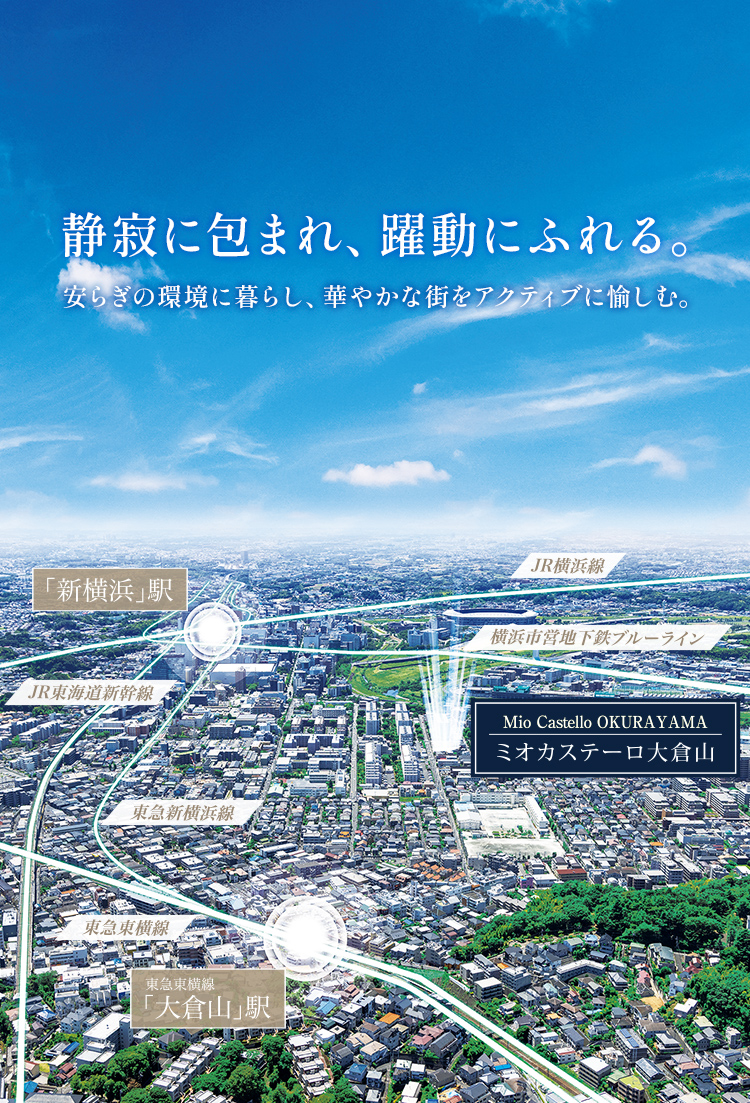 静寂に包まれ、躍動にふれる。
安らぎの環境に暮らし、華やかな街をアクティブに愉しむ。
JR横浜線
「新横浜」駅
横浜市営地下鉄ブルーライン
JR東海道新幹線
Mio Castello OKURAYAMA
ミオカステーロ大倉山
東急新横浜線
東急東横線
東急東横線
「大倉山」駅